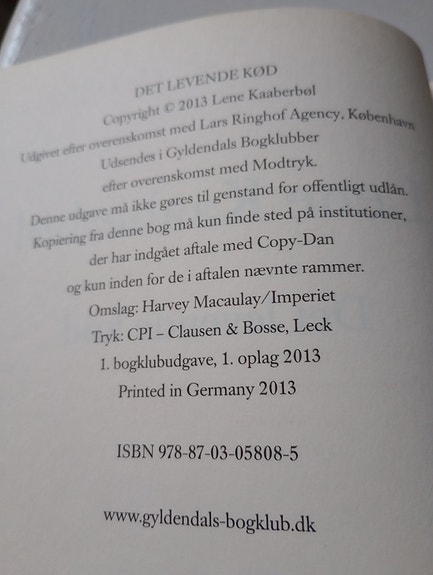 DET LEVENDE KØD
Copyright © 2013 Lene Kaaberbøl
Udgivet efter overenskomst med Lars Ringhof Agency, København
Udsendes i Gyldendals Bogklubber
efter overenskomst med Modtryk.
Denne udgave må ikke gøres til genstand for offentligt udlån.
Kopiering fra denne bog må kun finde sted på institutioner,
der har indgået aftale med Copy-Dan
og kun inden for de i aftalen nævnte rammer.
Omslag: Harvey Macaulay/Imperiet
Tryk: CPI – Clausen & Bosse, Leck
1. bogklubudgave, 1. oplag 2013
Printed in Germany 2013
ISBN 978-87-03-05808-5
www.gyldendals-bogklub.dk